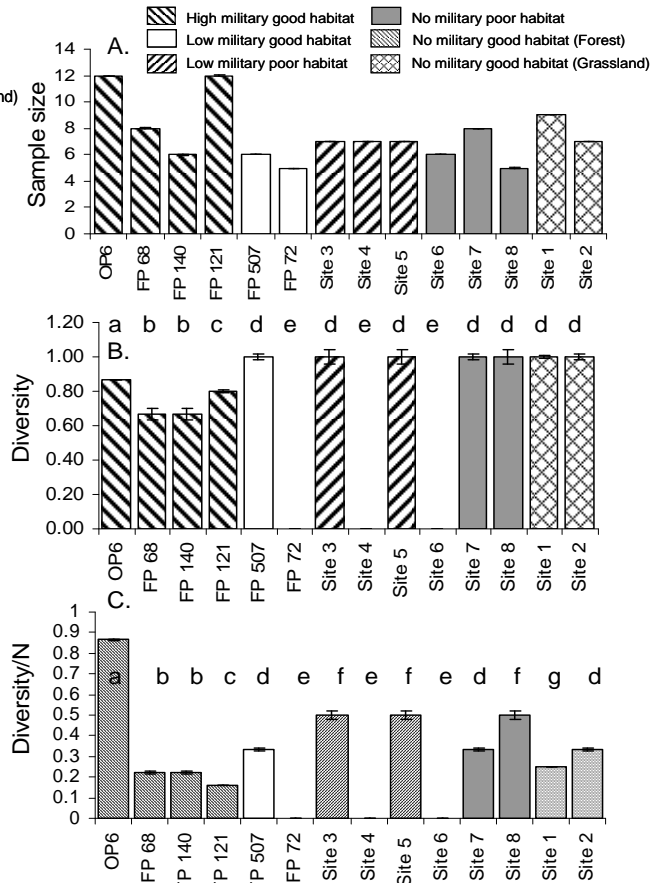 High military good habitat No military poor habitat
Low military good habitat No military good habitat (Forest)
Low military poor habitat No military good habitat (Grassland)
nd)
A.
Sample size
14
12
10
8
6
4
2
0
OP6 FP 68 FP 140 FP 121 FP 507 FP 72 Site 3 Site 4 Site 5 Site 6 Site 7 Site 8 Site 1 Site 2
a b b c d e d e d e d d d d
B.
Diversity
1.20
1.00
0.80
0.60
0.40
0.20
0.00
OP6 FP 68 FP 140 FP 121 FP 507 FP 72 Site 3 Site 4 Site 5 Site 6 Site 7 Site 8 Site 1 Site 2
C.
Diversity/N
1
0.9
0.8
0.7
0.6
0.5
0.4
0.3
0.2
0.1
0
a b b c d e f e f e d f g d
OP6 FP 68 FP 140 FP 121 FP 507 FP 72 Site 3 Site 4 Site 5 Site 6 Site 7 Site 8 Site 1 Site 2